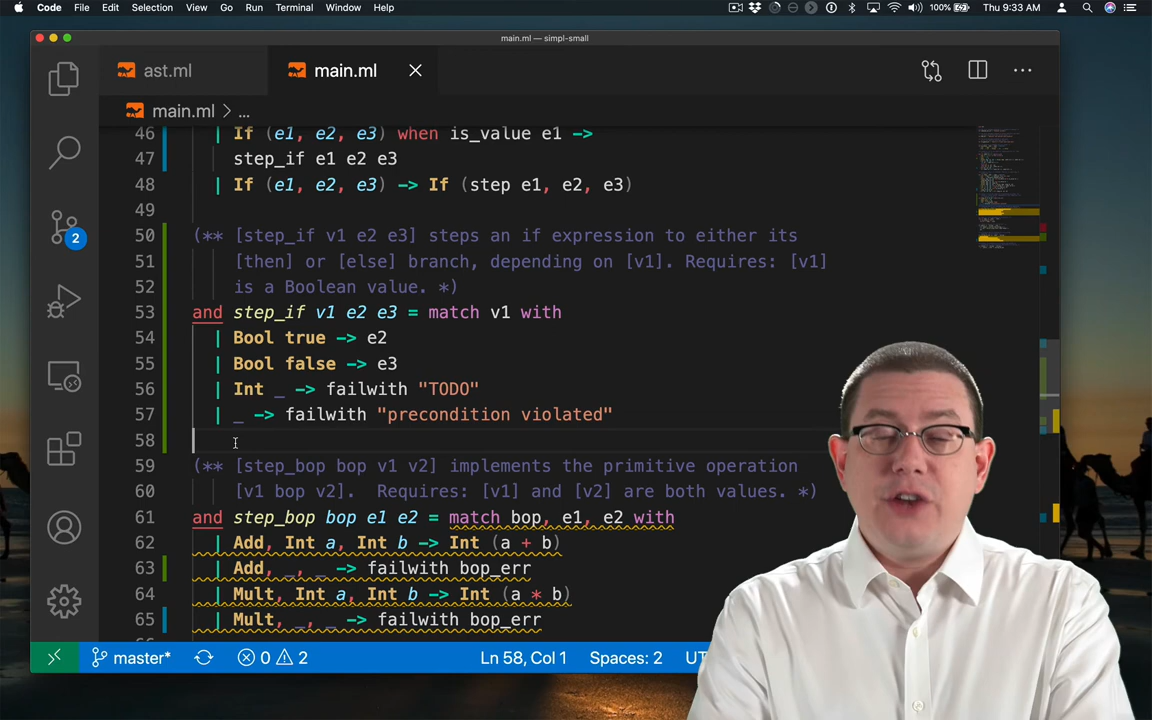 Code File Edit Selection View Go Run Terminal Window Help 100% Thu 9:33 AM
main.ml — simpl-small
ast.ml main.ml
main.ml > ...
46 | If (e1, e2, e3) when is_value e1 ->
47 step_if e1 e2 e3
48 | If (e1, e2, e3) -> If (step e1, e2, e3)
49
50 (** [step_if v1 e2 e3] steps an if expression to either its
51 [then] or [else] branch, depending on [v1]. Requires: [v1]
52 is a Boolean value. *)
53 and step_if v1 e2 e3 = match v1 with
54 | Bool true -> e2
55 | Bool false -> e3
56 | Int _ -> failwith "TODO"
57 | _ -> failwith "precondition violated"
58
59 (** [step_bop bop v1 v2] implements the primitive operation
60 [v1 bop v2].  Requires: [v1] and [v2] are both values. *)
61 and step_bop bop e1 e2 = match bop, e1, e2 with
62 | Add, Int a, Int b -> Int (a + b)
63 | Add, _, _ -> failwith bop_err
64 | Mult, Int a, Int b -> Int (a * b)
65 | Mult, _, _ -> failwith bop_err
2
master* 0 2 Ln 58, Col 1 Spaces: 2 UT